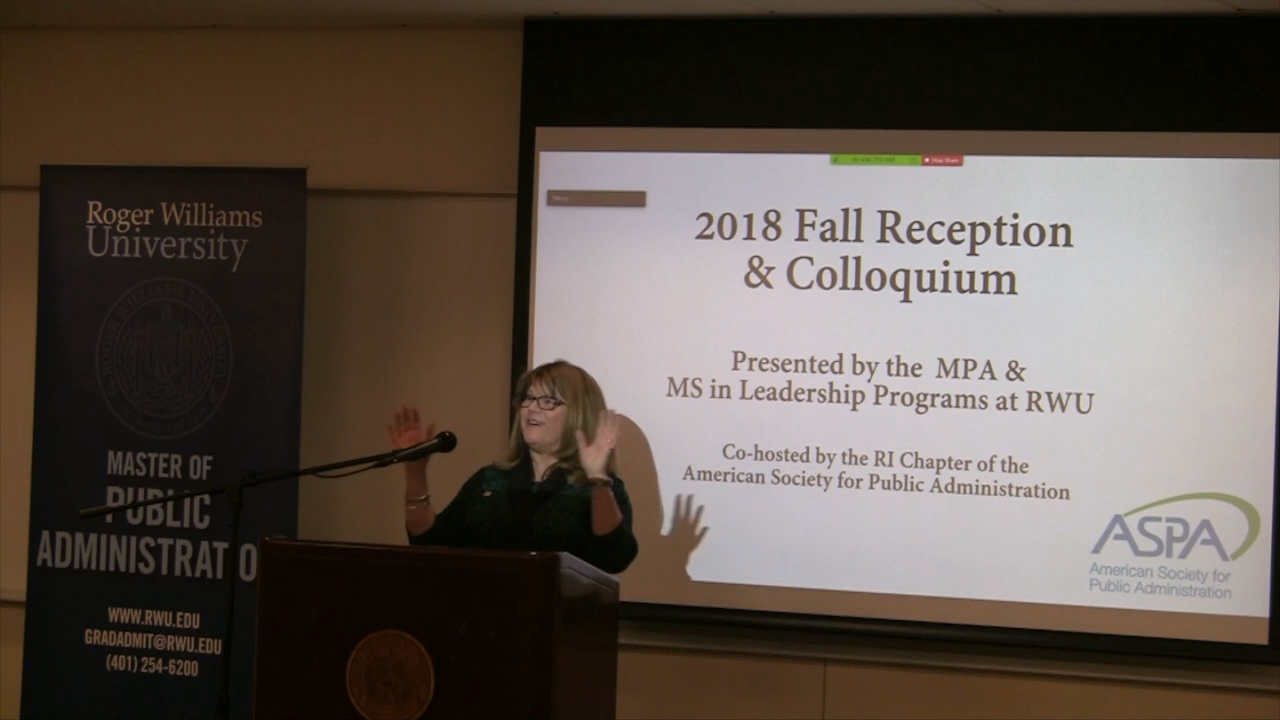 Roger Williams
University
MASTER OF
PUBLIC
ADMINISTRATIO
WWW.RWU.EDU
GRADADMIT@RWU.EDU
(401) 254-6200
2018 Fall Reception
& Colloquium
Presented by the MPA &
MS in Leadership Programs at RWU
Co-hosted by the RI Chapter of the
American Society for Public Administration
ASPA
American Society for
Public Administration